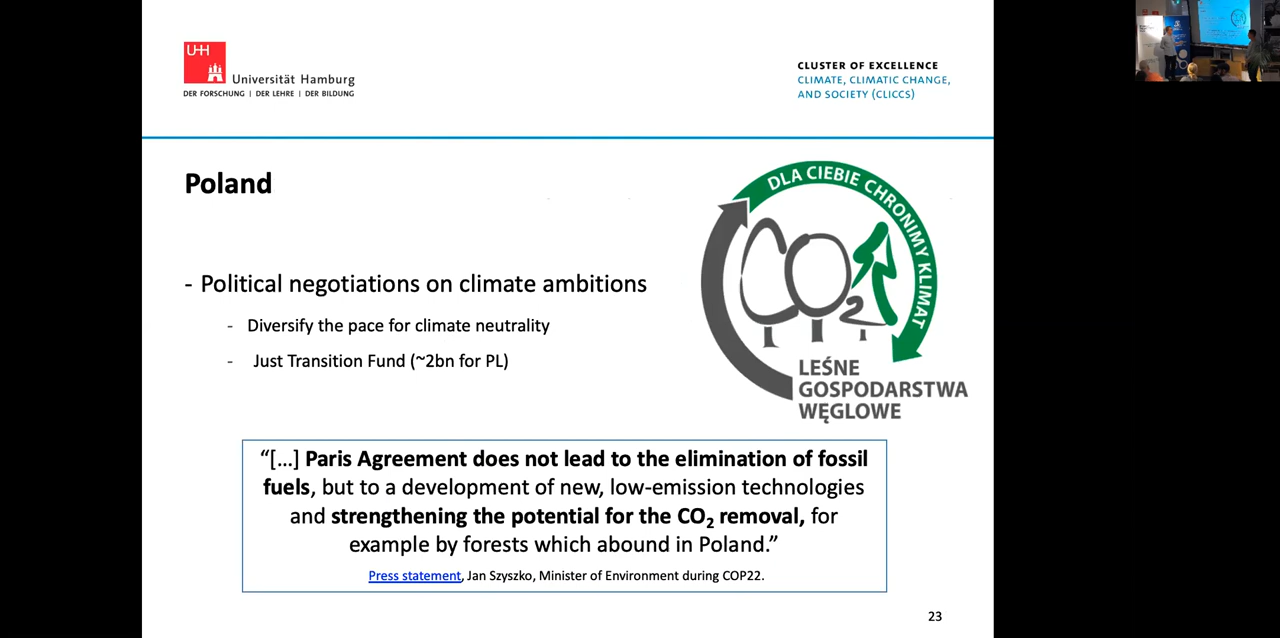 UHH
Universität Hamburg
DER FORSCHUNG | DER LEHRE | DER BILDUNG
CLUSTER OF EXCELLENCE
CLIMATE, CLIMATIC CHANGE,
AND SOCIETY (CLICCS)
Poland
DLA CIEBIE CHRONIMY KLIMAT
CO2
LEŚNE
GOSPODARSTWA
WĘGLOWE
- Political negotiations on climate ambitions
- Diversify the pace for climate neutrality
- Just Transition Fund (~2bn for PL)
“[…] Paris Agreement does not lead to the elimination of fossil
fuels, but to a development of new, low-emission technologies
and strengthening the potential for the CO₂ removal, for
example by forests which abound in Poland.”
Press statement, Jan Szyszko, Minister of Environment during COP22.
23